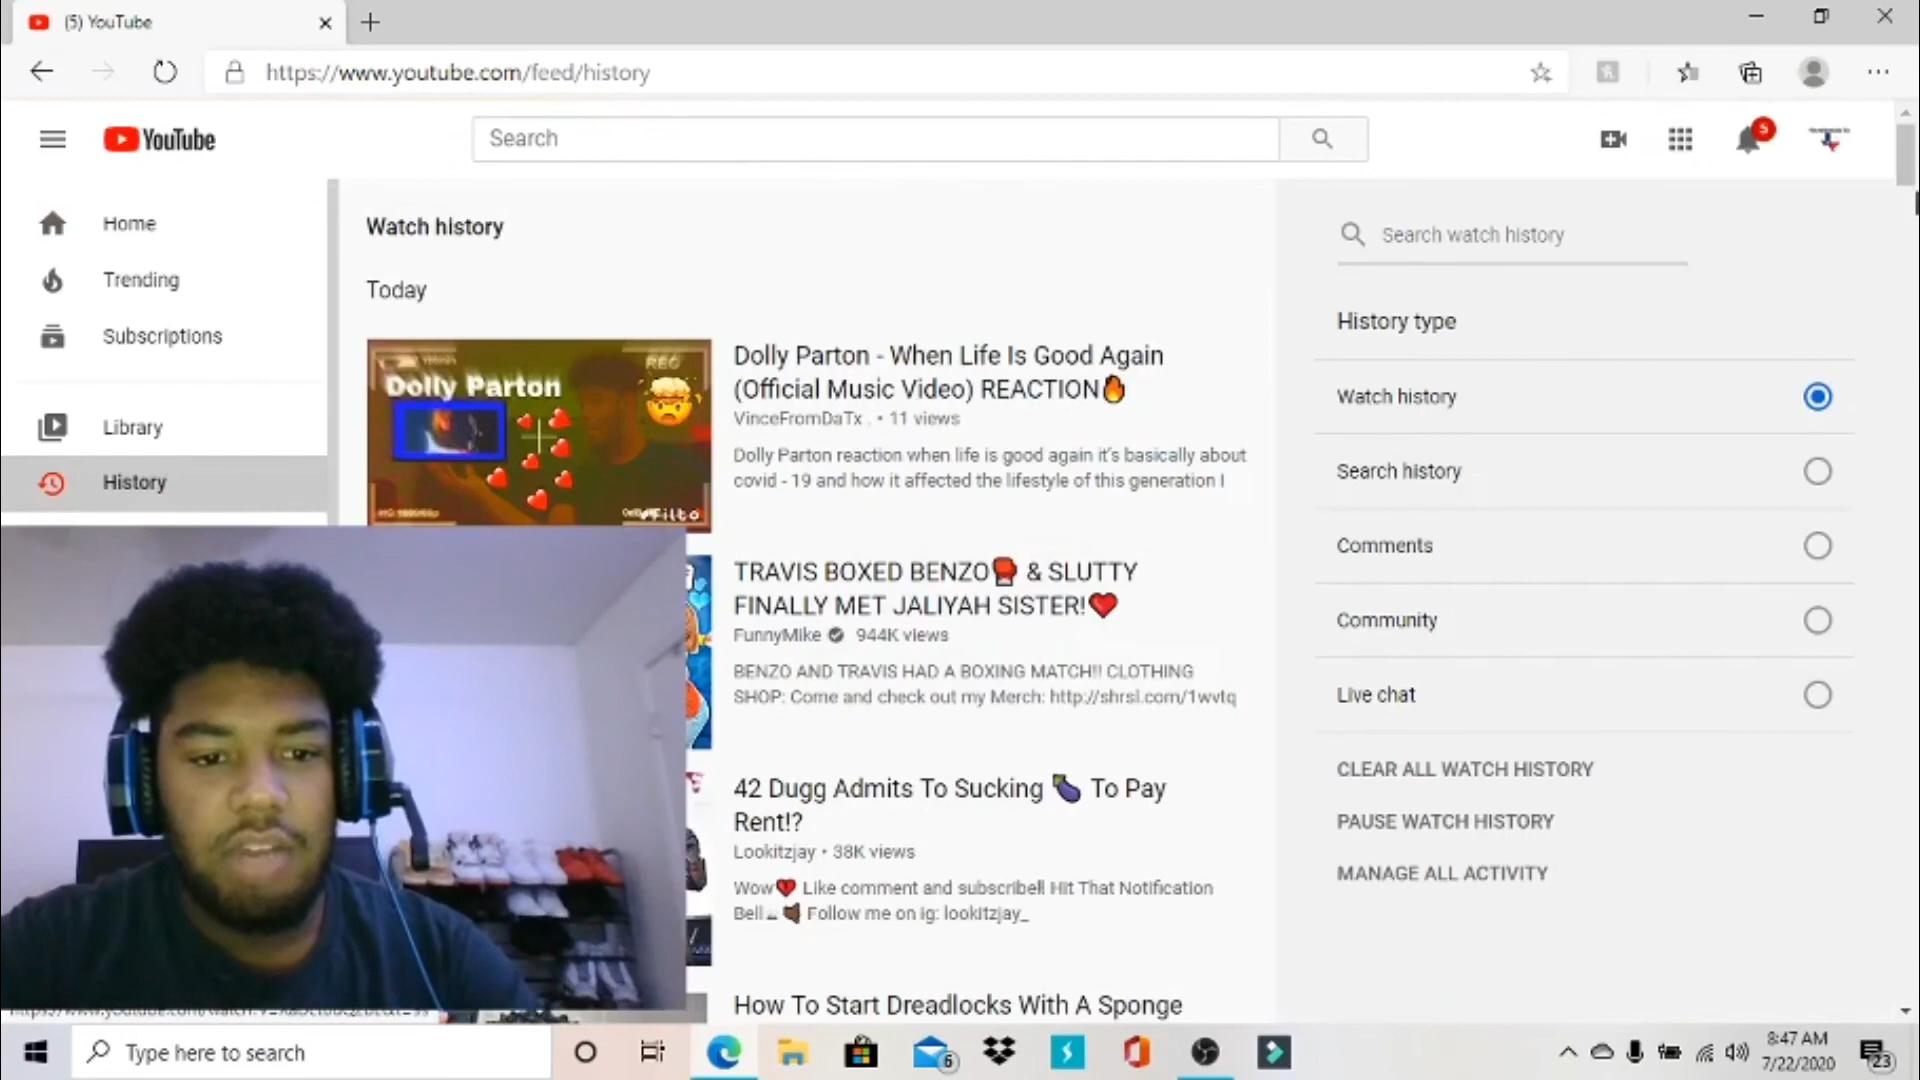 (5) YouTube
https://www.youtube.com/feed/history
YouTube
Search
5
Home
Trending
Subscriptions
Library
History
Watch history
Today
Dolly Parton
REC
Dolly Parton - When Life Is Good Again
(Official Music Video) REACTION🔥
VinceFromDaTx . • 11 views
Dolly Parton reaction when life is good again it's basically about
covid - 19 and how it affected the lifestyle of this generation I
TRAVIS BOXED BENZO🥊 & SLUTTY
FINALLY MET JALIYAH SISTER!❤️
FunnyMike 944K views
BENZO AND TRAVIS HAD A BOXING MATCH!! CLOTHING
SHOP: Come and check out my Merch: http://shrsl.com/1wvtq
42 Dugg Admits To Sucking 🍆 To Pay
Rent!?
Lookitzjay • 38K views
Wow Like comment and subscribe!! Hit That Notification
Bell Follow me on ig: lookitzjay_
How To Start Dreadlocks With A Sponge
Search watch history
History type
Watch history
Search history
Comments
Community
Live chat
CLEAR ALL WATCH HISTORY
PAUSE WATCH HISTORY
MANAGE ALL ACTIVITY
Type here to search
6
8:47 AM
7/22/2020
23